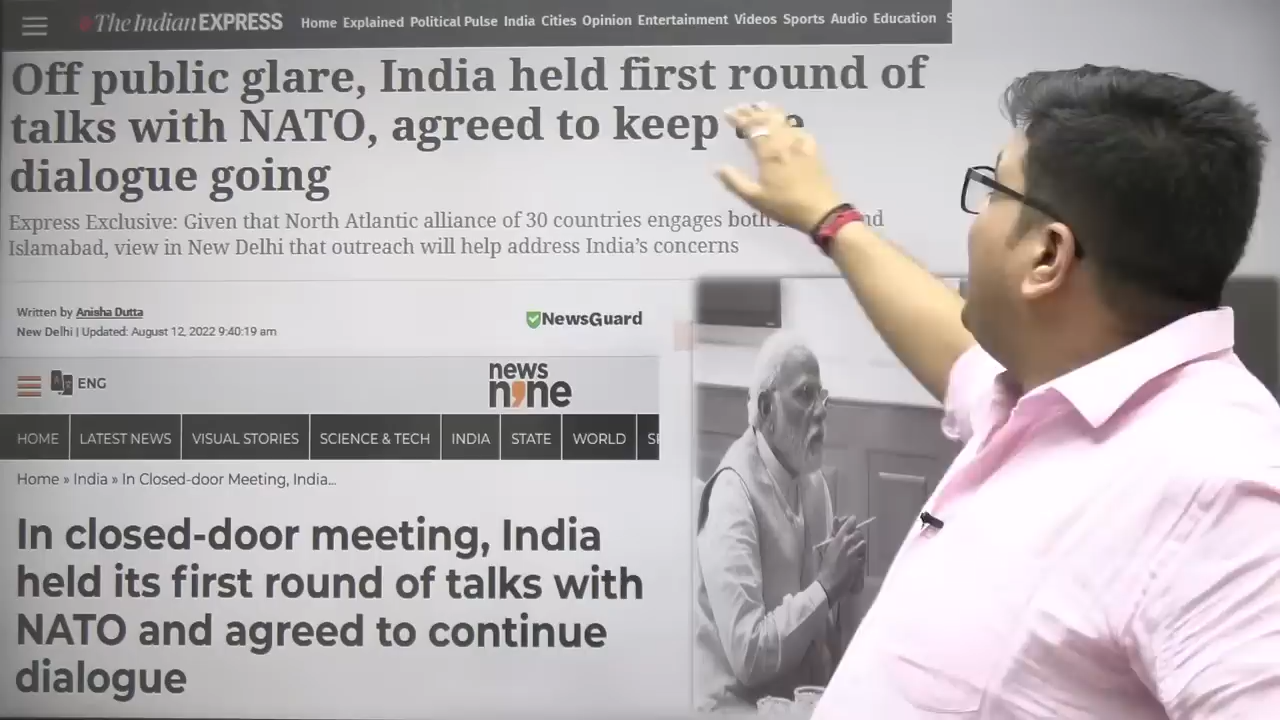 The Indian EXPRESS
Home Explained Political Pulse India Cities Opinion Entertainment Videos Sports Audio Education
Off public glare, India held first round of
talks with NATO, agreed to keep
dialogue going
Express Exclusive: Given that North Atlantic alliance of 30 countries engages both
Islamabad, view in New Delhi that outreach will help address India's concerns
Written by Anisha Dutta
New Delhi | Updated: August 12, 2022 9:40:19 am
NewsGuard
ENG
news
n9ne
HOME LATEST NEWS VISUAL STORIES SCIENCE & TECH INDIA STATE WORLD
Home » India » In Closed-door Meeting, India...
In closed-door meeting, India
held its first round of talks with
NATO and agreed to continue
dialogue